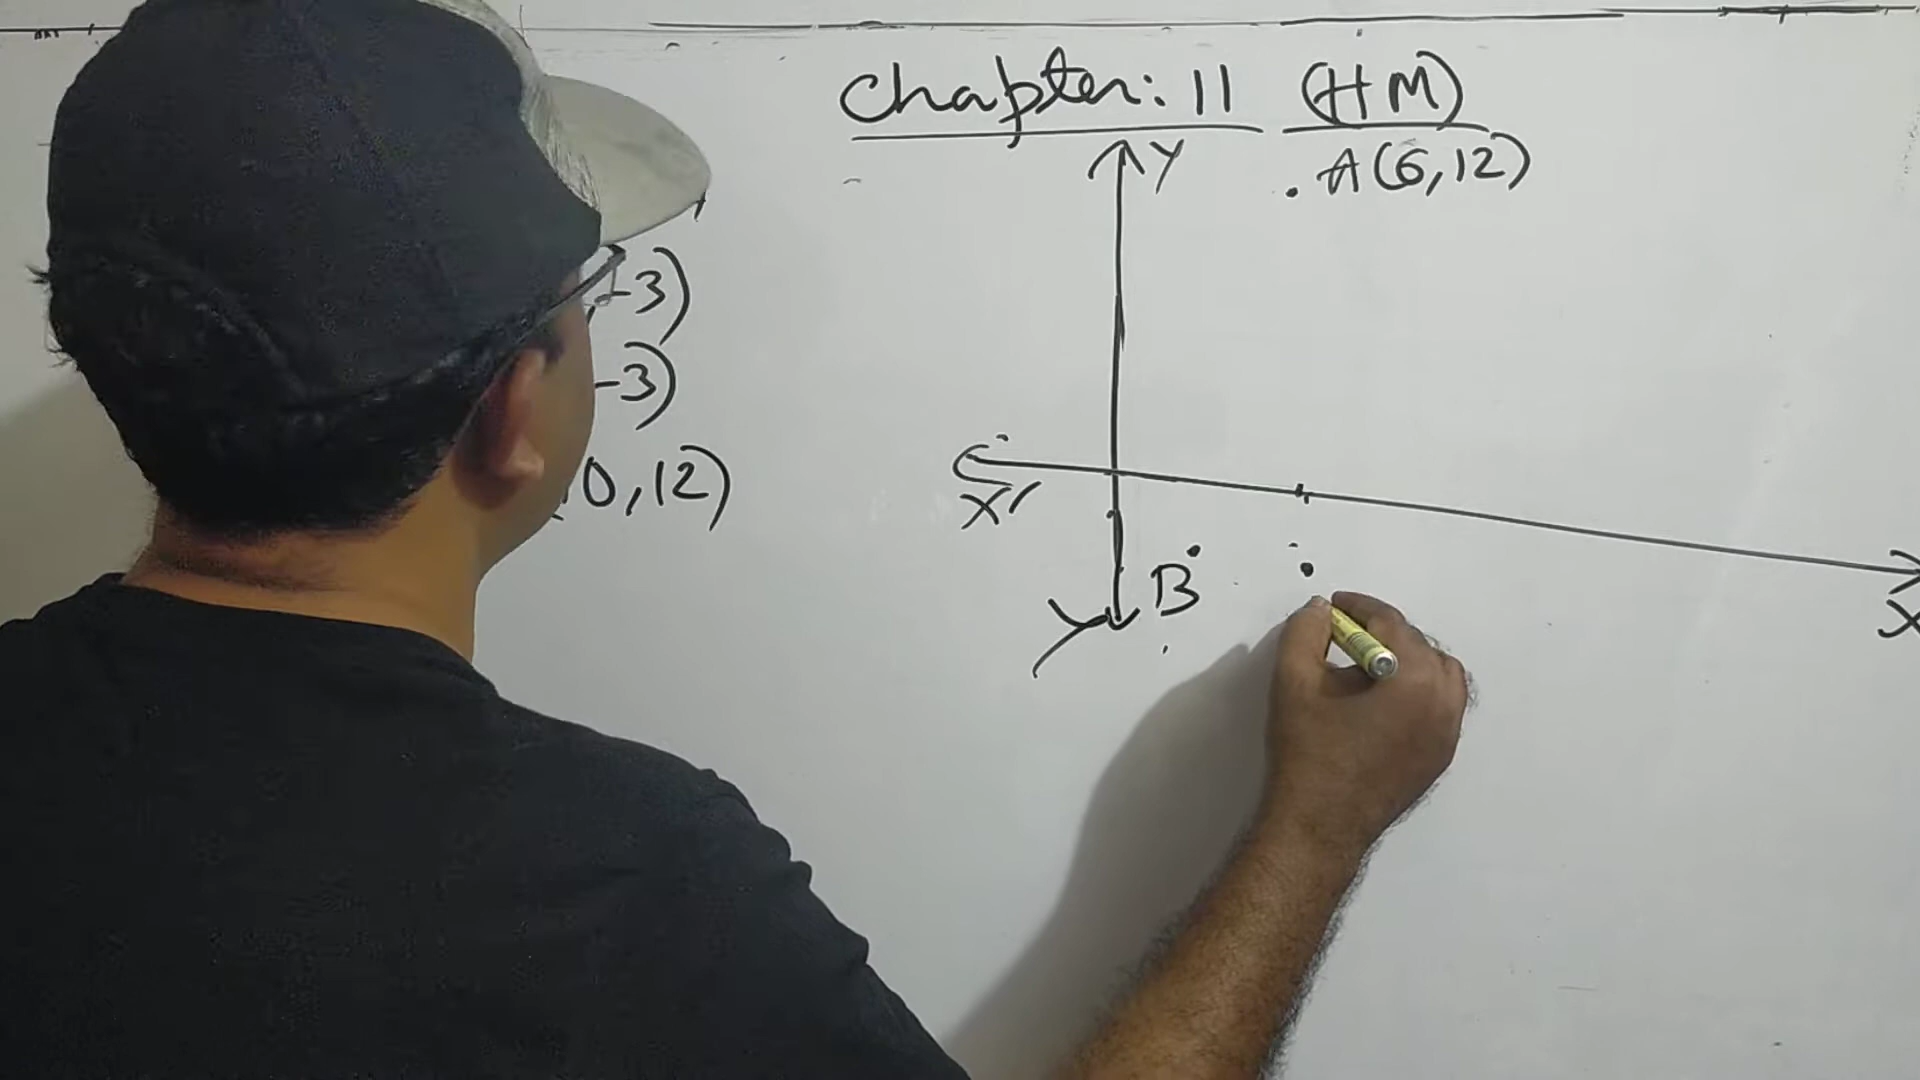 Chapter: 11 (HM)
Y
. A(6,12)
,-3)
-3)
0,12)
X'
B
Y'
X